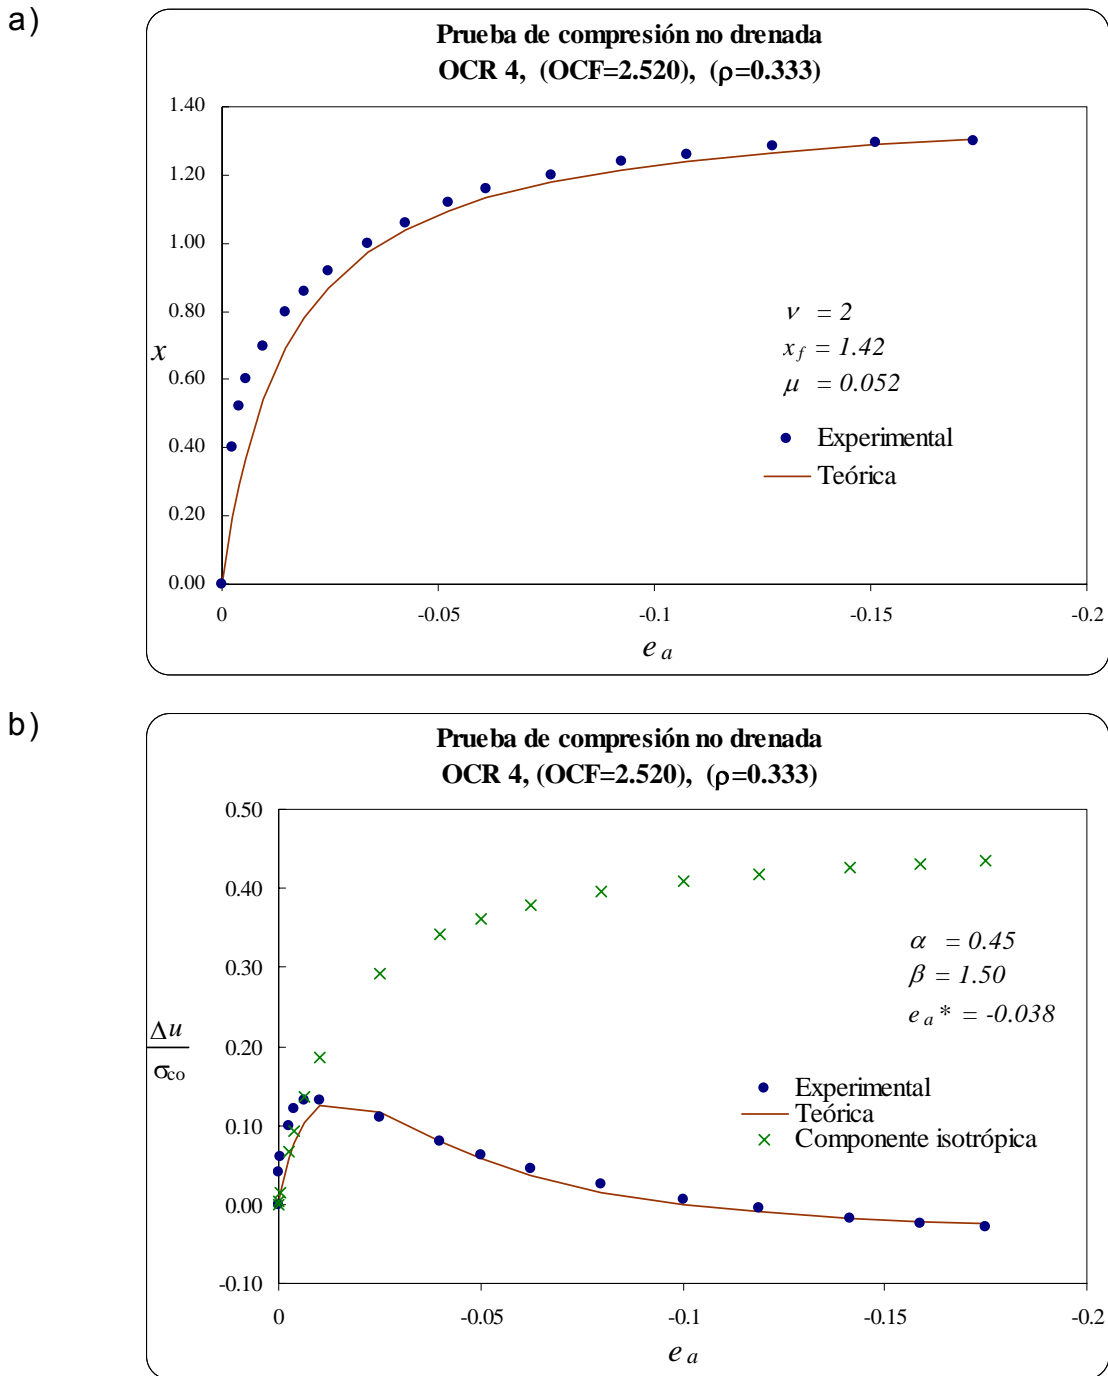 a)
Prueba de compresión no drenada
OCR 4, (OCF=2.520), (ρ=0.333)
1.40
1.20
1.00
0.80
0.60
0.40
0.20
0.00
x
ν = 2
x_f = 1.42
μ = 0.052
Experimental
Teórica
0 -0.05 -0.1 -0.15 -0.2
e_a
b)
Prueba de compresión no drenada
OCR 4, (OCF=2.520), (ρ=0.333)
0.50
0.40
0.30
0.20
0.10
0.00
-0.10
Δu
σco
α = 0.45
β = 1.50
e_a* = -0.038
Experimental
Teórica
Componente isotrópica
0 -0.05 -0.1 -0.15 -0.2
e_a